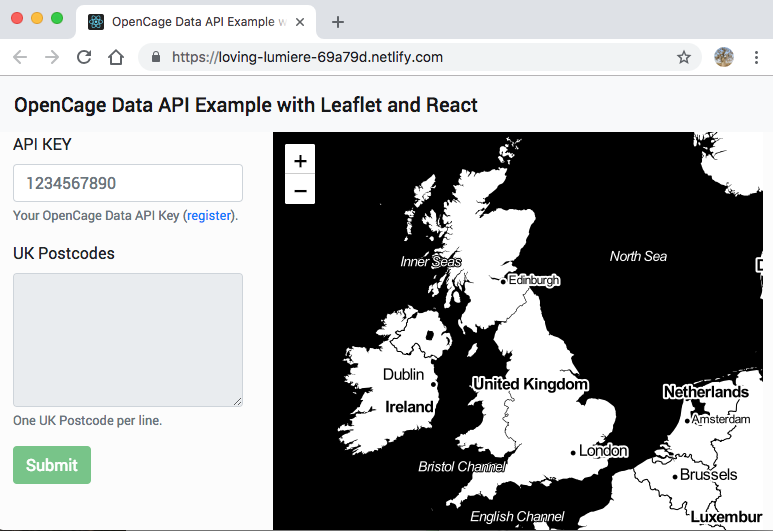 OpenCage Data API Example w
https://loving-lumiere-69a79d.netlify.com
OpenCage Data API Example with Leaflet and React
API KEY
1234567890
Your OpenCage Data API Key (register).
UK Postcodes
One UK Postcode per line.
Submit
+
−
Inner Seas
North Sea
Edinburgh
D
Dublin
United Kingdom
Ireland
Netherlands
Amsterdam
London
Bristol Channel
Brussels
English Channel
Luxembur